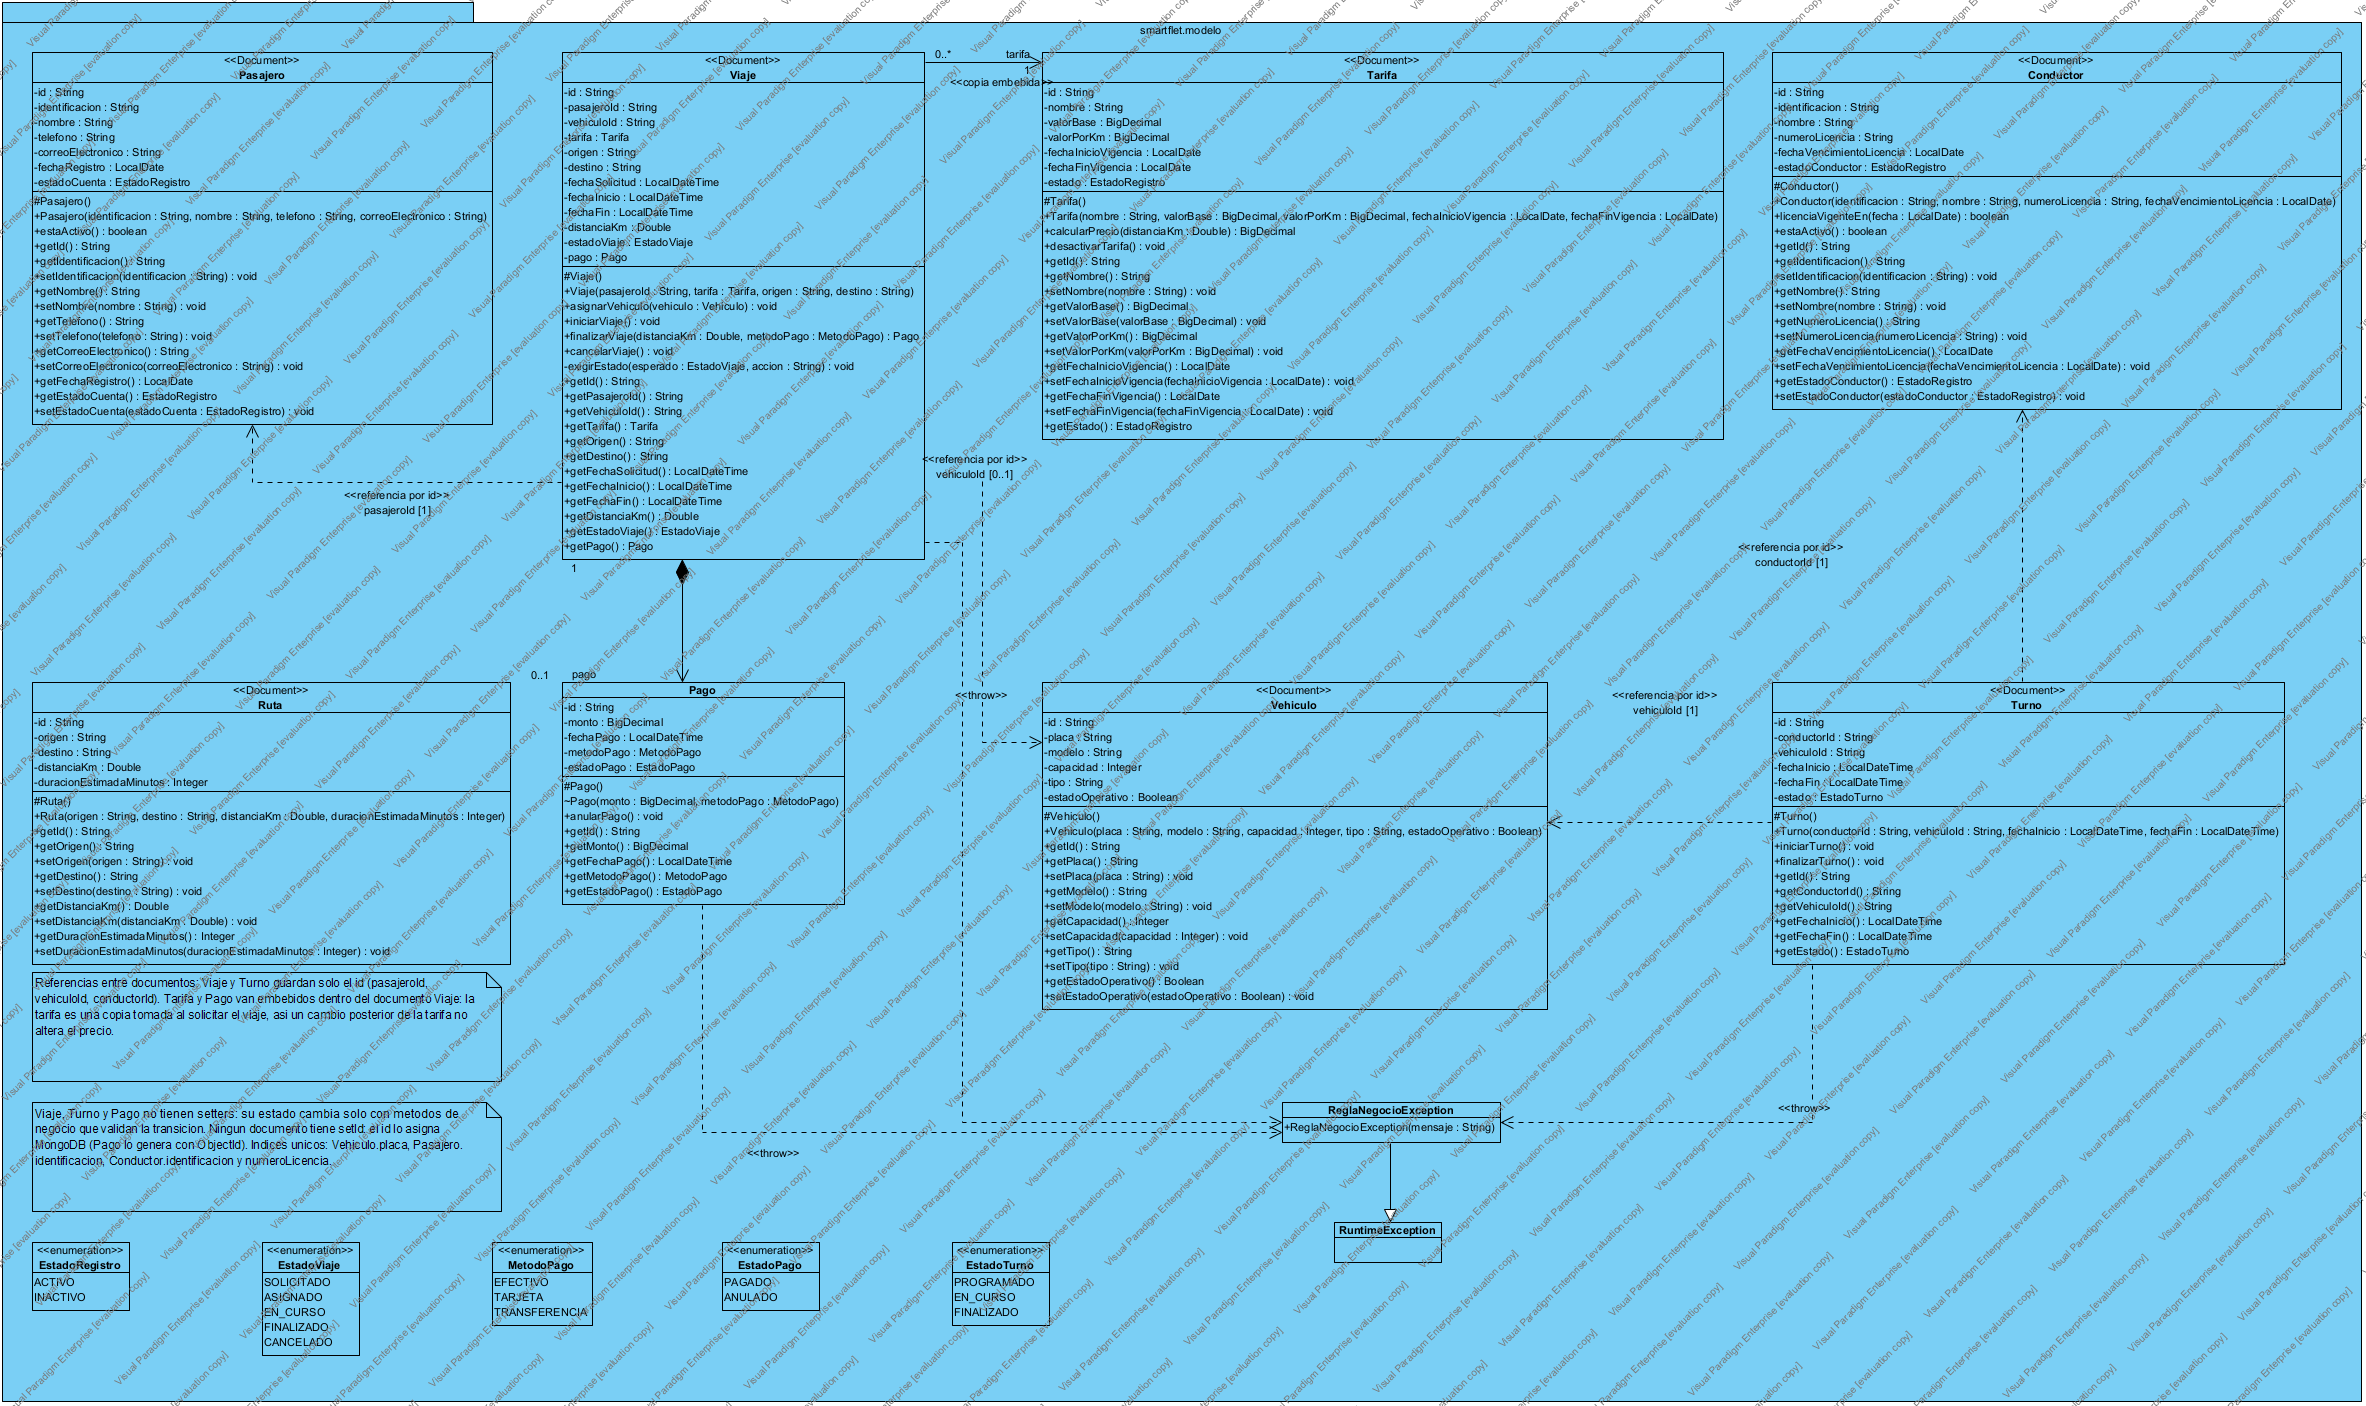 smartflet.modelo
<<Document>>
Pasajero
-id : String
-identificacion : String
-nombre : String
-telefono : String
-correoElectronico : String
-fechaRegistro : LocalDate
-estadoCuenta : EstadoRegistro
#Pasajero()
+Pasajero(identificacion : String, nombre : String, telefono : String, correoElectronico : String)
+estaActivo() : boolean
+getId() : String
+getIdentificacion() : String
+setIdentificacion(identificacion : String) : void
+getNombre() : String
+setNombre(nombre : String) : void
+getTelefono() : String
+setTelefono(telefono : String) : void
+getCorreoElectronico() : String
+setCorreoElectronico(correoElectronico : String) : void
+getFechaRegistro() : LocalDate
+getEstadoCuenta() : EstadoRegistro
+setEstadoCuenta(estadoCuenta : EstadoRegistro) : void
<<Document>>
Viaje
-id : String
-pasajeroId : String
-vehiculoId : String
-tarifa : Tarifa
-origen : String
-destino : String
-fechaSolicitud : LocalDateTime
-fechaInicio : LocalDateTime
-fechaFin : LocalDateTime
-distanciaKm : Double
-estadoViaje : EstadoViaje
-pago : Pago
#Viaje()
+Viaje(pasajeroId : String, tarifa : Tarifa, origen : String, destino : String)
+asignarVehiculo(vehiculo : Vehiculo) : void
+iniciarViaje() : void
+finalizarViaje(distanciaKm : Double, metodoPago : MetodoPago) : Pago
+cancelarViaje() : void
-exigirEstado(esperado : EstadoViaje, accion : String) : void
+getId() : String
+getPasajeroId() : String
+getVehiculoId() : String
+getTarifa() : Tarifa
+getOrigen() : String
+getDestino() : String
+getFechaSolicitud() : LocalDateTime
+getFechaInicio() : LocalDateTime
+getFechaFin() : LocalDateTime
+getDistanciaKm() : Double
+getEstadoViaje() : EstadoViaje
+getPago() : Pago
0..*
tarifa
1
<<copia embebida>>
<<Document>>
Tarifa
-id : String
-nombre : String
-valorBase : BigDecimal
-valorPorKm : BigDecimal
-fechaInicioVigencia : LocalDate
-fechaFinVigencia : LocalDate
-estado : EstadoRegistro
#Tarifa()
+Tarifa(nombre : String, valorBase : BigDecimal, valorPorKm : BigDecimal, fechaInicioVigencia : LocalDate, fechaFinVigencia : LocalDate)
+calcularPrecio(distanciaKm : Double) : BigDecimal
+desactivarTarifa() : void
+getId() : String
+getNombre() : String
+setNombre(nombre : String) : void
+getValorBase() : BigDecimal
+setValorBase(valorBase : BigDecimal) : void
+getValorPorKm() : BigDecimal
+setValorPorKm(valorPorKm : BigDecimal) : void
+getFechaInicioVigencia() : LocalDate
+setFechaInicioVigencia(fechaInicioVigencia : LocalDate) : void
+getFechaFinVigencia() : LocalDate
+setFechaFinVigencia(fechaFinVigencia : LocalDate) : void
+getEstado() : EstadoRegistro
<<Document>>
Conductor
-id : String
-identificacion : String
-nombre : String
-numeroLicencia : String
-fechaVencimientoLicencia : LocalDate
-estadoConductor : EstadoRegistro
#Conductor()
+Conductor(identificacion : String, nombre : String, numeroLicencia : String, fechaVencimientoLicencia : LocalDate)
+licenciaVigenteEn(fecha : LocalDate) : boolean
+estaActivo() : boolean
+getId() : String
+getIdentificacion() : String
+setIdentificacion(identificacion : String) : void
+getNombre() : String
+setNombre(nombre : String) : void
+getNumeroLicencia() : String
+setNumeroLicencia(numeroLicencia : String) : void
+getFechaVencimientoLicencia() : LocalDate
+setFechaVencimientoLicencia(fechaVencimientoLicencia : LocalDate) : void
+getEstadoConductor() : EstadoRegistro
+setEstadoConductor(estadoConductor : EstadoRegistro) : void
<<referencia por id>>
pasajeroId [1]
<<referencia por id>>
vehiculoId [0..1]
<<referencia por id>>
conductorId [1]
1
0..1
pago
<<throw>>
<<referencia por id>>
vehiculoId [1]
<<Document>>
Ruta
-id : String
-origen : String
-destino : String
-distanciaKm : Double
-duracionEstimadaMinutos : Integer
#Ruta()
+Ruta(origen : String, destino : String, distanciaKm : Double, duracionEstimadaMinutos : Integer)
+getId() : String
+getOrigen() : String
+setOrigen(origen : String) : void
+getDestino() : String
+setDestino(destino : String) : void
+getDistanciaKm() : Double
+setDistanciaKm(distanciaKm : Double) : void
+getDuracionEstimadaMinutos() : Integer
+setDuracionEstimadaMinutos(duracionEstimadaMinutos : Integer) : void
Pago
-id : String
-monto : BigDecimal
-fechaPago : LocalDateTime
-metodoPago : MetodoPago
-estadoPago : EstadoPago
#Pago()
~Pago(monto : BigDecimal, metodoPago : MetodoPago)
+anularPago() : void
+getId() : String
+getMonto() : BigDecimal
+getFechaPago() : LocalDateTime
+getMetodoPago() : MetodoPago
+getEstadoPago() : EstadoPago
<<Document>>
Vehiculo
-id : String
-placa : String
-modelo : String
-capacidad : Integer
-tipo : String
-estadoOperativo : Boolean
#Vehiculo()
+Vehiculo(placa : String, modelo : String, capacidad : Integer, tipo : String, estadoOperativo : Boolean)
+getId() : String
+getPlaca() : String
+setPlaca(placa : String) : void
+getModelo() : String
+setModelo(modelo : String) : void
+getCapacidad() : Integer
+setCapacidad(capacidad : Integer) : void
+getTipo() : String
+setTipo(tipo : String) : void
+getEstadoOperativo() : Boolean
+setEstadoOperativo(estadoOperativo : Boolean) : void
<<Document>>
Turno
-id : String
-conductorId : String
-vehiculoId : String
-fechaInicio : LocalDateTime
-fechaFin : LocalDateTime
-estado : EstadoTurno
#Turno()
+Turno(conductorId : String, vehiculoId : String, fechaInicio : LocalDateTime, fechaFin : LocalDateTime)
+iniciarTurno() : void
+finalizarTurno() : void
+getId() : String
+getConductorId() : String
+getVehiculoId() : String
+getFechaInicio() : LocalDateTime
+getFechaFin() : LocalDateTime
+getEstado() : EstadoTurno
Referencias entre documentos: Viaje y Turno guardan solo el id (pasajeroId,
vehiculoId, conductorId). Tarifa y Pago van embebidos dentro del documento Viaje: la
tarifa es una copia tomada al solicitar el viaje, asi un cambio posterior de la tarifa no
altera el precio.
Viaje, Turno y Pago no tienen setters: su estado cambia solo con metodos de
negocio que validan la transicion. Ningun documento tiene setId: el id lo asigna
MongoDB (Pago lo genera con ObjectId). Indices unicos: Vehiculo.placa, Pasajero.
identificacion, Conductor.identificacion y numeroLicencia.
<<throw>>
<<throw>>
ReglaNegocioException
+ReglaNegocioException(mensaje : String)
RuntimeException
<<enumeration>>
EstadoRegistro
ACTIVO
INACTIVO
<<enumeration>>
EstadoViaje
SOLICITADO
ASIGNADO
EN_CURSO
FINALIZADO
CANCELADO
<<enumeration>>
MetodoPago
EFECTIVO
TARJETA
TRANSFERENCIA
<<enumeration>>
EstadoPago
PAGADO
ANULADO
<<enumeration>>
EstadoTurno
PROGRAMADO
EN_CURSO
FINALIZADO
Visual Paradigm Enterprise [evaluation copy]